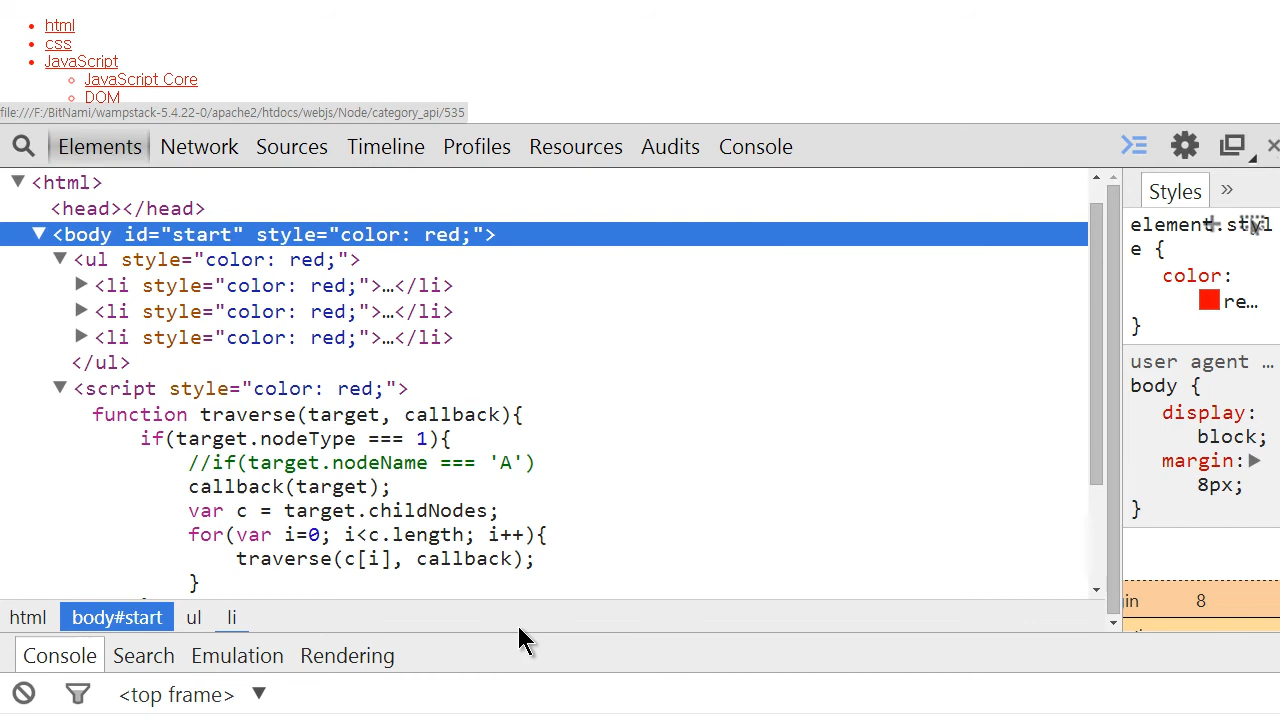 html
css
JavaScript
JavaScript Core
DOM
file:///F:/BitNami/wampstack-5.4.22-0/apache2/htdocs/webjs/Node/category_api/535
Elements Network Sources Timeline Profiles Resources Audits Console
<html>
<head></head>
<body id="start" style="color: red;">
<ul style="color: red;">
<li style="color: red;">…</li>
<li style="color: red;">…</li>
<li style="color: red;">…</li>
</ul>
<script style="color: red;">
function traverse(target, callback){
if(target.nodeType === 1){
//if(target.nodeName === 'A')
callback(target);
var c = target.childNodes;
for(var i=0; i<c.length; i++){
traverse(c[i], callback);
}
html body#start ul li
Styles »
element.styl
e {
color:
re…
}
user agent …
body {
display:
block;
margin:
8px;
}
8
Console Search Emulation Rendering
<top frame>